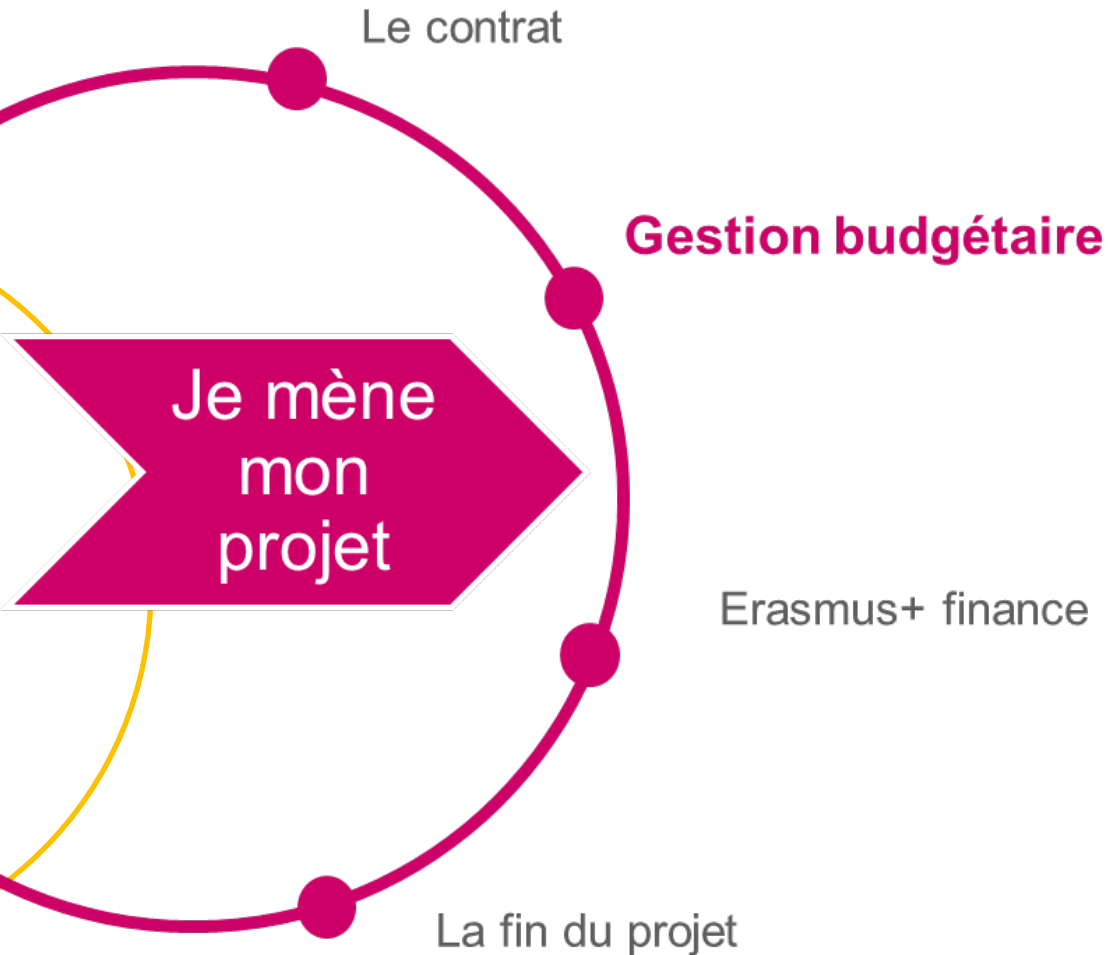 Le contrat
Gestion budgétaire
Je mène
mon
projet
Erasmus+ finance
La fin du projet